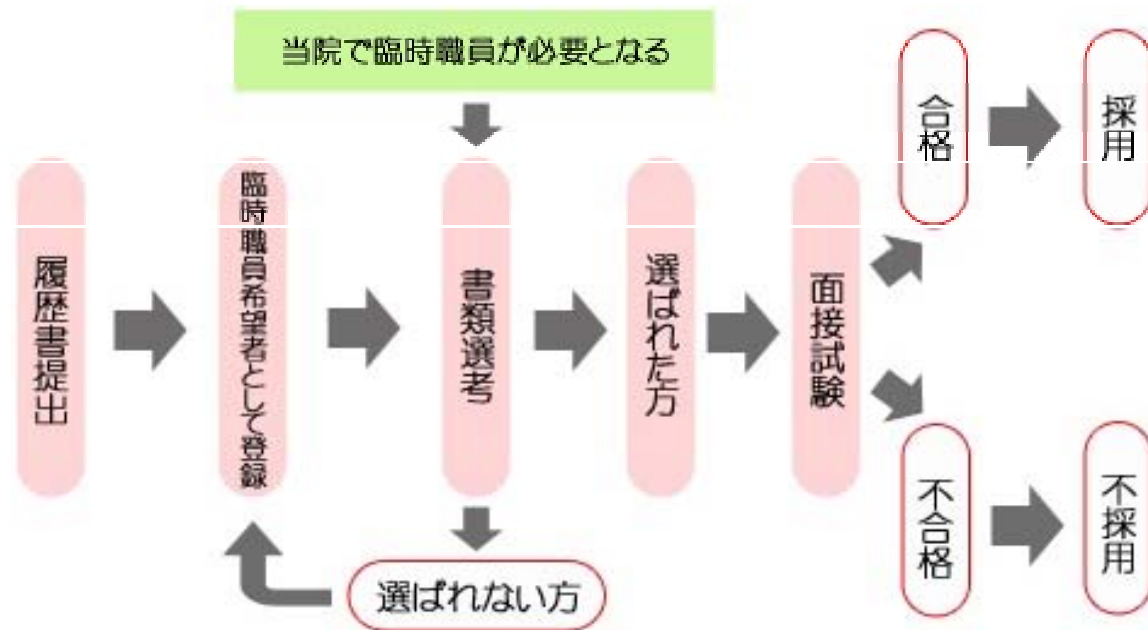 当院で臨時職員が必要となる
履歴書提出
臨時職員希望者として登録
書類選考
選ばれた方
面接試験
合格
採用
選ばれない方
不合格
不採用